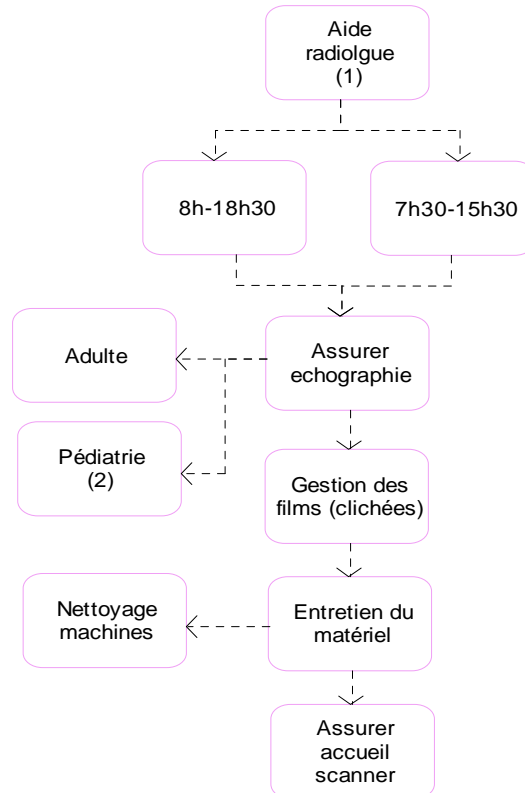 Aide
radiolgue
(1)
8h-18h30
7h30-15h30
Adulte
Assurer
echographie
Pédiatrie
(2)
Gestion des
films (clichées)
Nettoyage
machines
Entretien du
matériel
Assurer
accueil
scanner